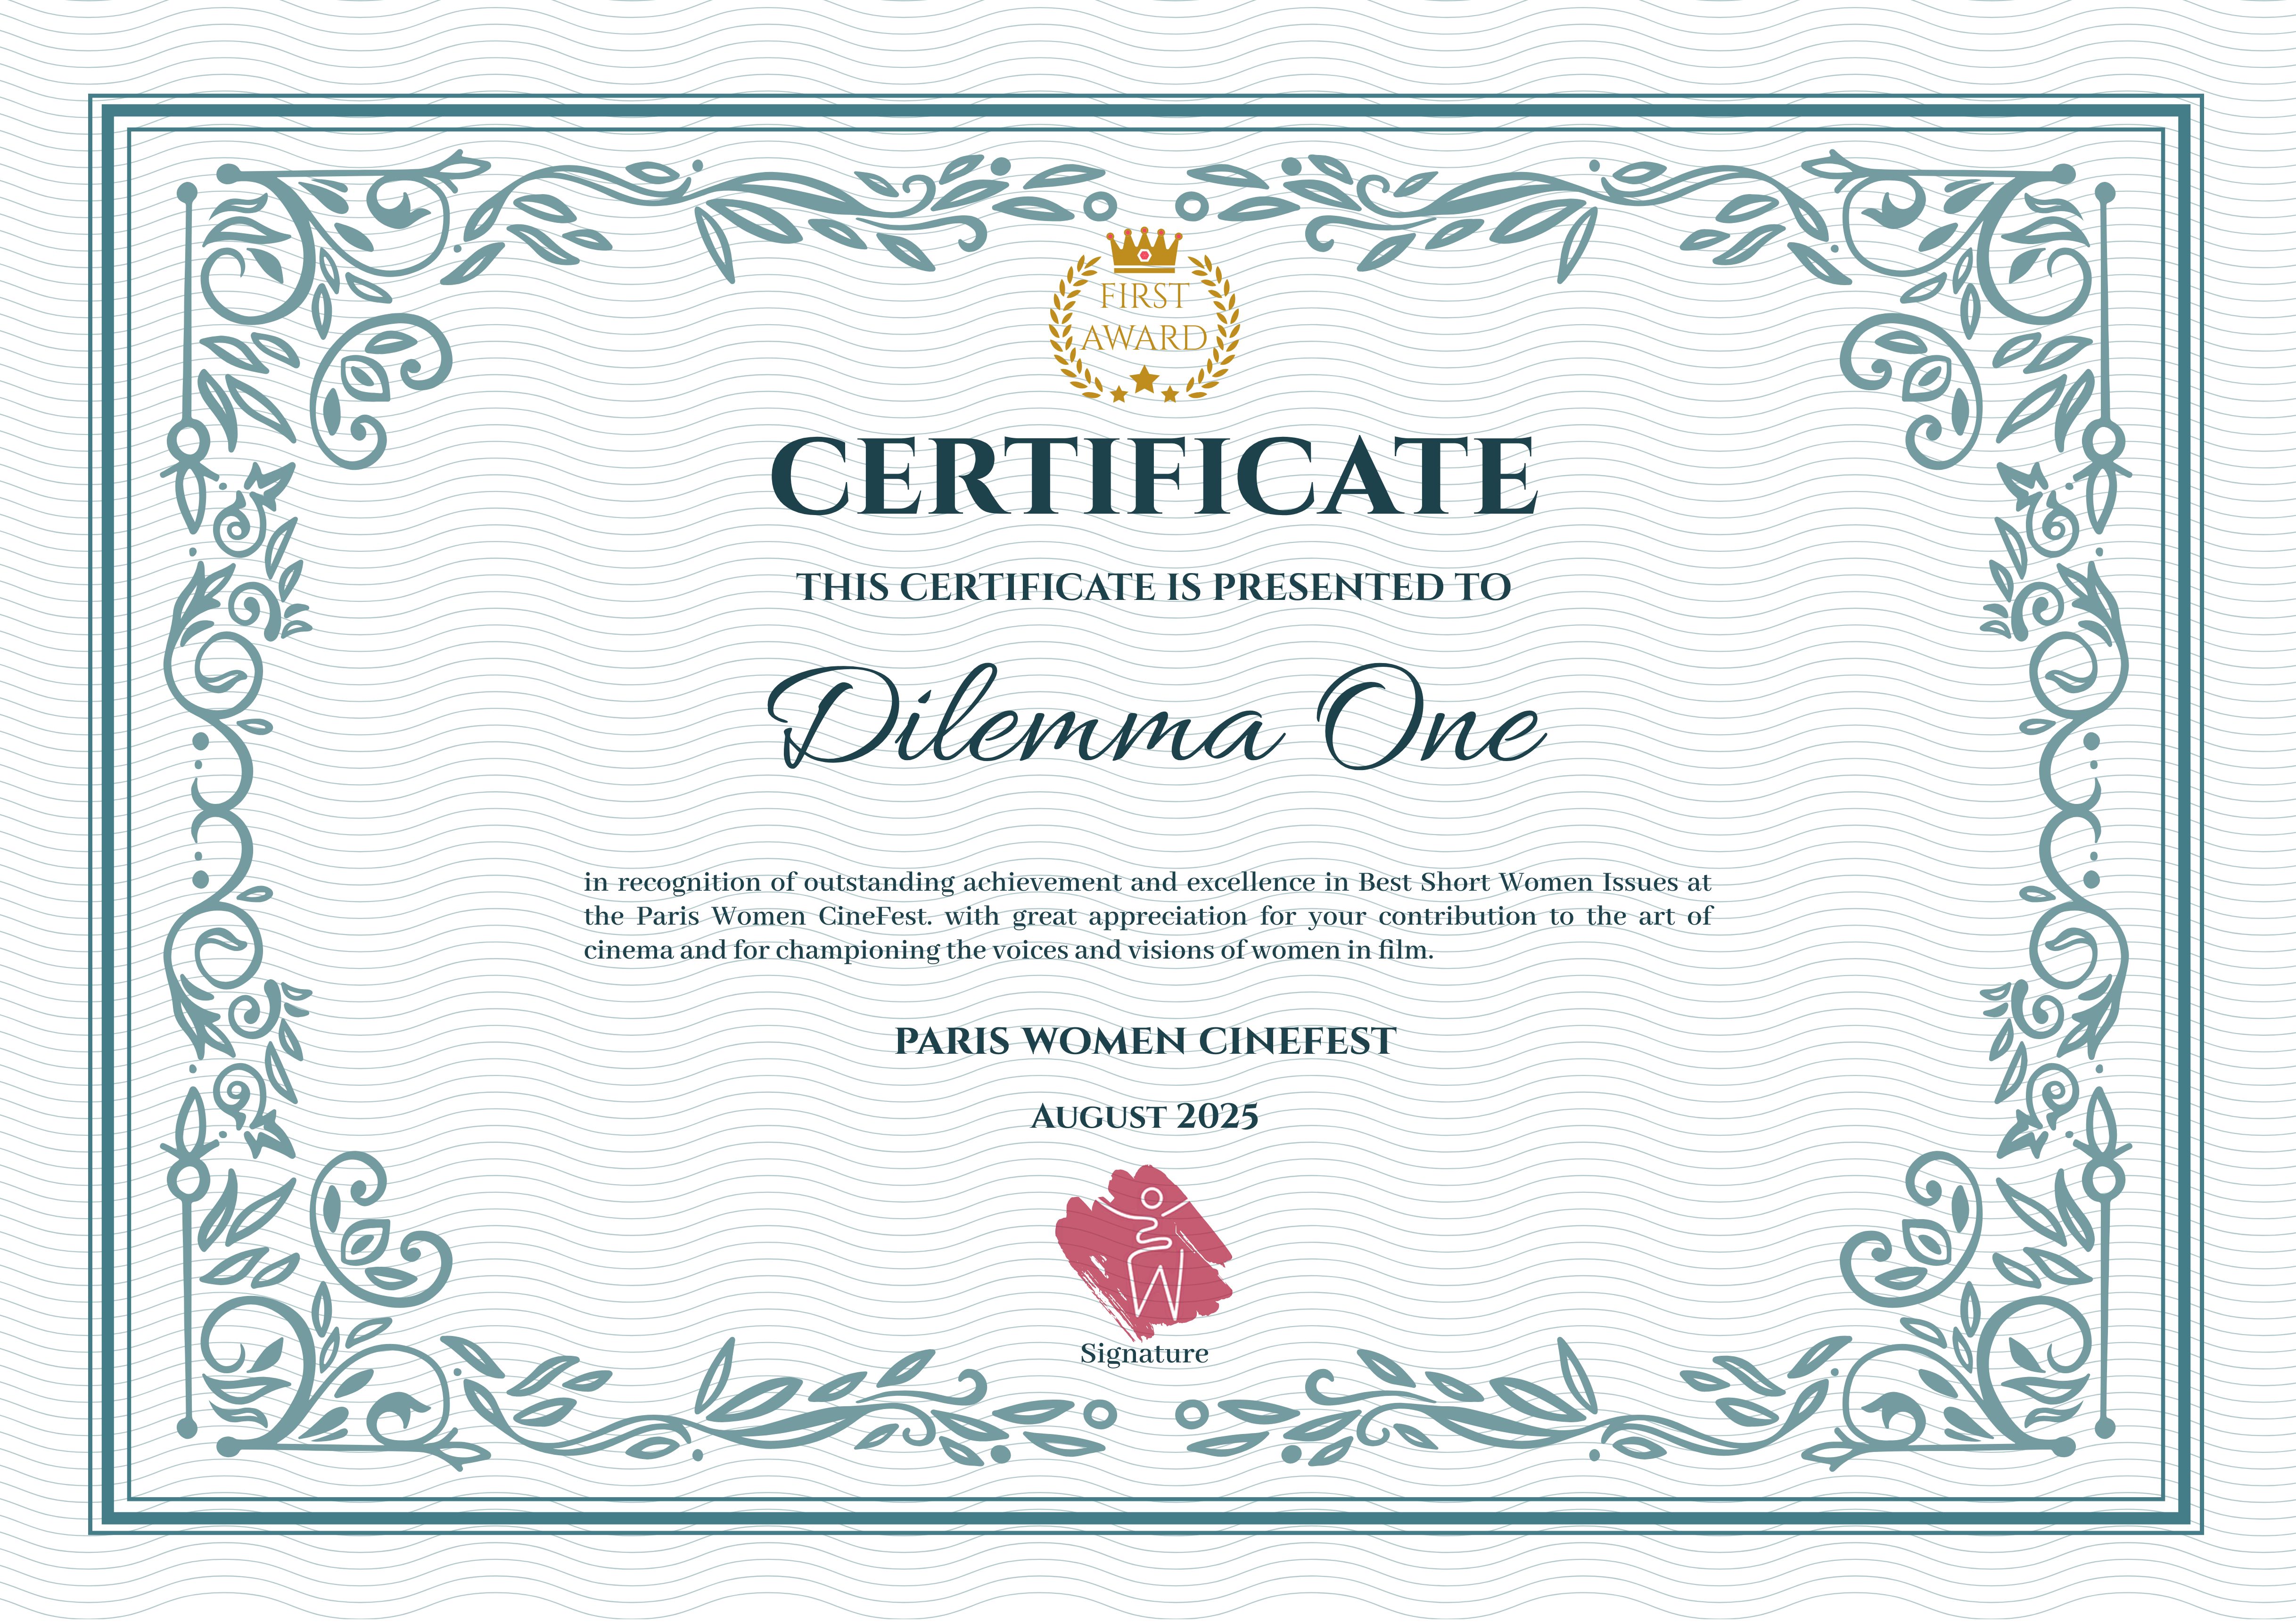 FIRST
AWARD
CERTIFICATE
THIS CERTIFICATE IS PRESENTED TO
Dilemma One
in recognition of outstanding achievement and excellence in Best Short Women Issues at
the Paris Women CineFest. with great appreciation for your contribution to the art of
cinema and for championing the voices and visions of women in film.
PARIS WOMEN CINEFEST
AUGUST 2025
W
Signature